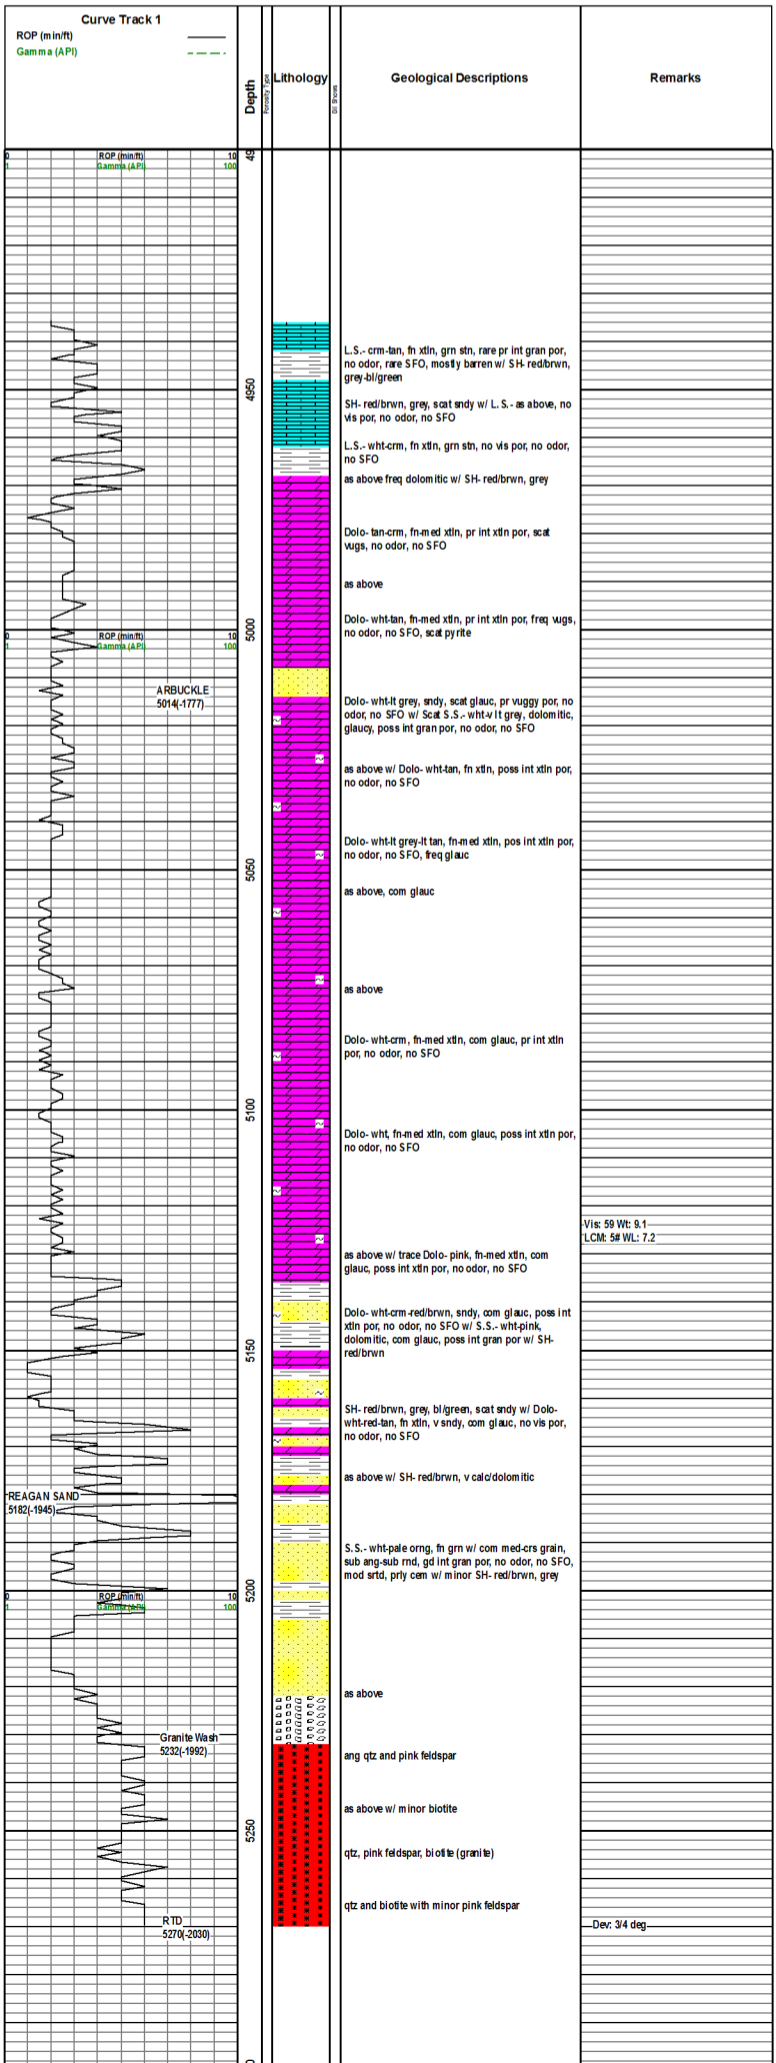 Curve Track 1
ROP (min/ft)
Gamma (API)
Depth
Porosity Type
Lithology
Oil Shows
Geological Descriptions
Remarks
0 ROP (min/ft) 10
1 Gamma (API) 100
49
L.S.- crm-tan, fn xtln, grn stn, rare pr int gran por,
no odor, rare SFO, mostly barren w/ SH- red/brwn,
grey-bl/green
4950
SH- red/brwn, grey, scat sndy w/ L.S.- as above, no
vis por, no odor, no SFO
L.S.- wht-crm, fn xtln, grn stn, no vis por, no odor,
no SFO
as above freq dolomitic w/ SH- red/brwn, grey
Dolo- tan-crm, fn-med xtln, pr int xtln por, scat
vugs, no odor, no SFO
as above
Dolo- wht-tan, fn-med xtln, pr int xtln por, freq vugs,
no odor, no SFO, scat pyrite
0 ROP (min/ft) 10
1 Gamma (API) 100
5000
ARBUCKLE
5014(-1777)
Dolo- wht-lt grey, sndy, scat glauc, pr vuggy por, no
odor, no SFO w/ Scat S.S.- wht-v lt grey, dolomitic,
glaucy, poss int gran por, no odor, no SFO
as above w/ Dolo- wht-tan, fn xtln, poss int xtln por,
no odor, no SFO
Dolo- wht-lt grey-lt tan, fn-med xtln, pos int xtln por,
no odor, no SFO, freq glauc
5050
as above, com glauc
as above
Dolo- wht-crm, fn-med xtln, com glauc, pr int xtln
por, no odor, no SFO
5100
Dolo- wht, fn-med xtln, com glauc, poss int xtln por,
no odor, no SFO
Vis: 59 Wt: 9.1
LCM: 5# WL: 7.2
as above w/ trace Dolo- pink, fn-med xtln, com
glauc, poss int xtln por, no odor, no SFO
Dolo- wht-crm-red/brwn, sndy, com glauc, poss int
xtln por, no odor, no SFO w/ S.S.- wht-pink,
dolomitic, com glauc, poss int gran por w/ SH-
red/brwn
5150
SH- red/brwn, grey, bl/green, scat sndy w/ Dolo-
wht-red-tan, fn xtln, v sndy, com glauc, no vis por,
no odor, no SFO
as above w/ SH- red/brwn, v calc/dolomitic
REAGAN SAND
5182(-1945)
S.S.- wht-pale orng, fn grn w/ com med-crs grain,
sub ang-sub rnd, gd int gran por, no odor, no SFO,
mod srtd, prly cem w/ minor SH- red/brwn, grey
0 ROP (min/ft) 10
1 Gamma (API) 100
5200
as above
Granite Wash
5232(-1992)
ang qtz and pink feldspar
as above w/ minor biotite
5250
qtz, pink feldspar, biotite (granite)
qtz and biotite with minor pink feldspar
RTD
5270(-2030)
Dev: 3/4 deg